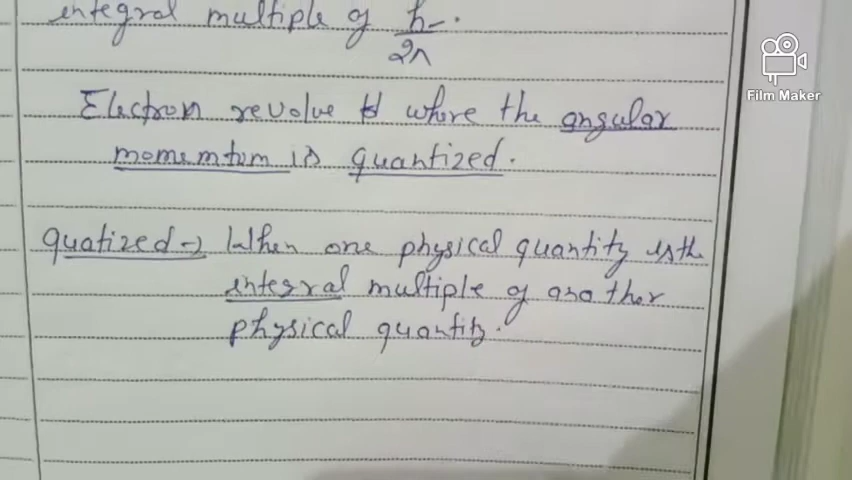 integral multiple of h/2π.
Electron revolve where the angular
momentum is quantized.
quatized → When one physical quantity is the
integral multiple of another
physical quantity.
Film Maker